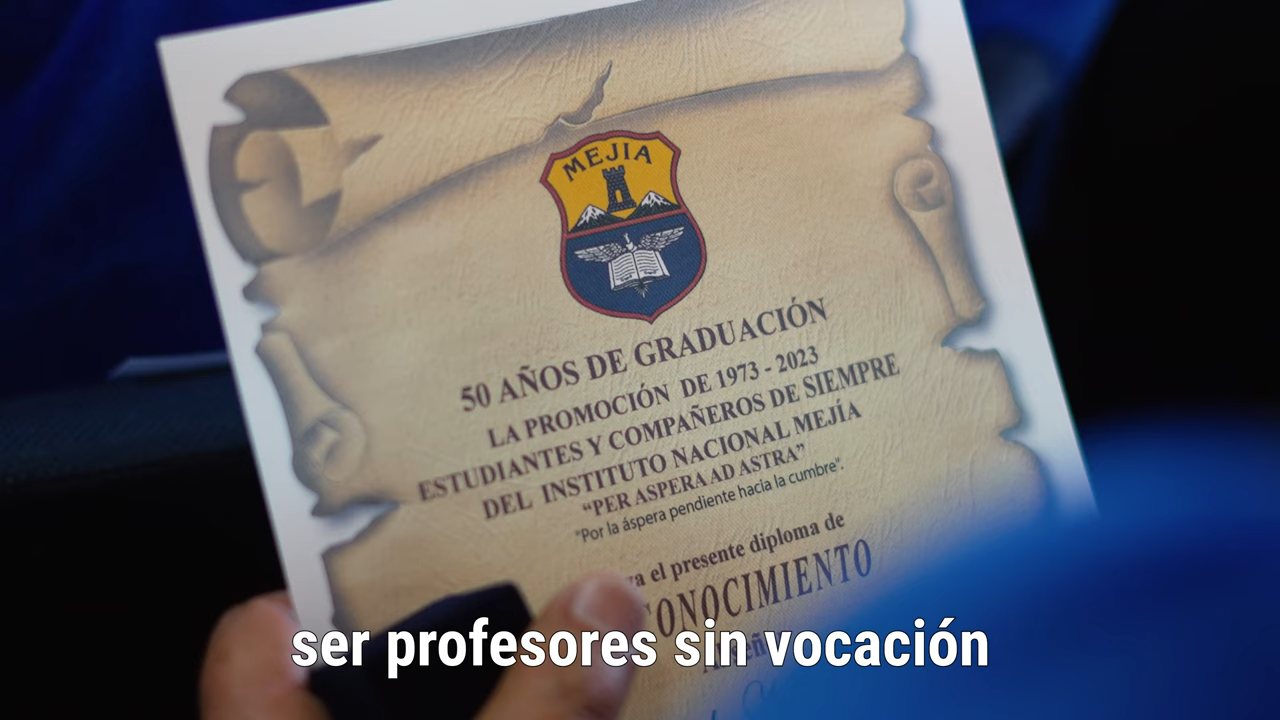 MEJIA
50 AÑOS DE GRADUACIÓN
LA PROMOCIÓN DE 1973 - 2023
ESTUDIANTES Y COMPAÑEROS DE SIEMPRE
DEL INSTITUTO NACIONAL MEJÍA
“PER ASPERA AD ASTRA”
"Por la áspera pendiente hacia la cumbre".
el presente diploma de
ser profesores sin vocación